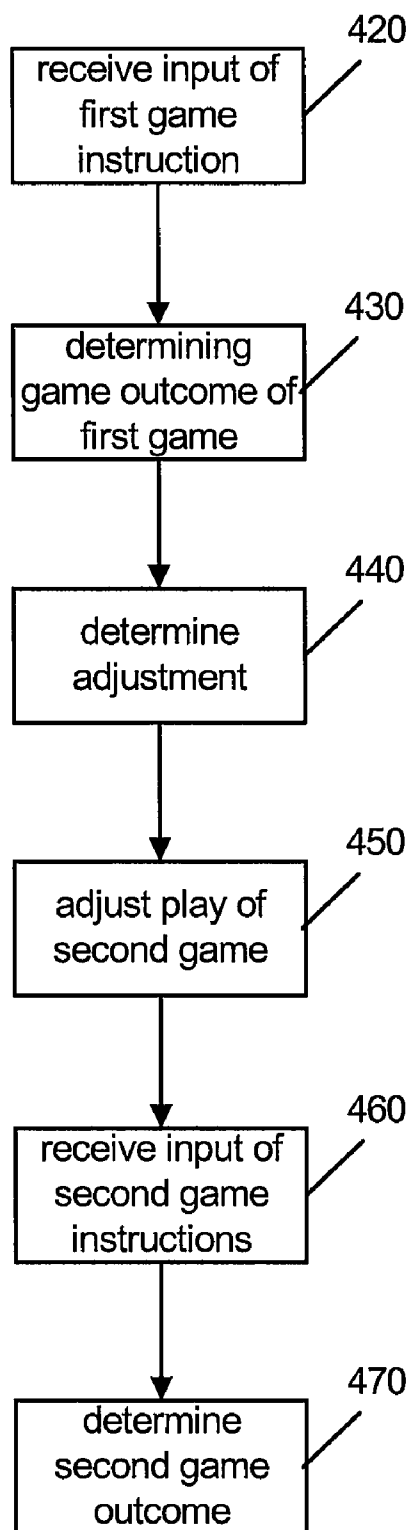 420
receive input of
first game
instruction
430
determining
game outcome of
first game
440
determine
adjustment
450
adjust play of
second game
460
receive input of
second game
instructions
470
determine
second game
outcome